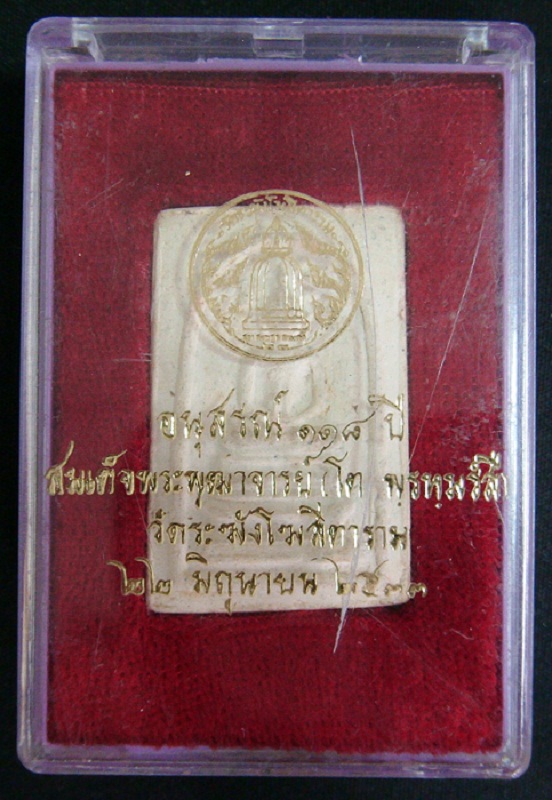 อนุสรณ์ ๑๑๘ ปี
สมเด็จพระพุฒาจารย์ (โต พรหมรํสี)
วัดระฆังโฆสิตาราม
๒๒ มิถุนายน ๒๕๓๓